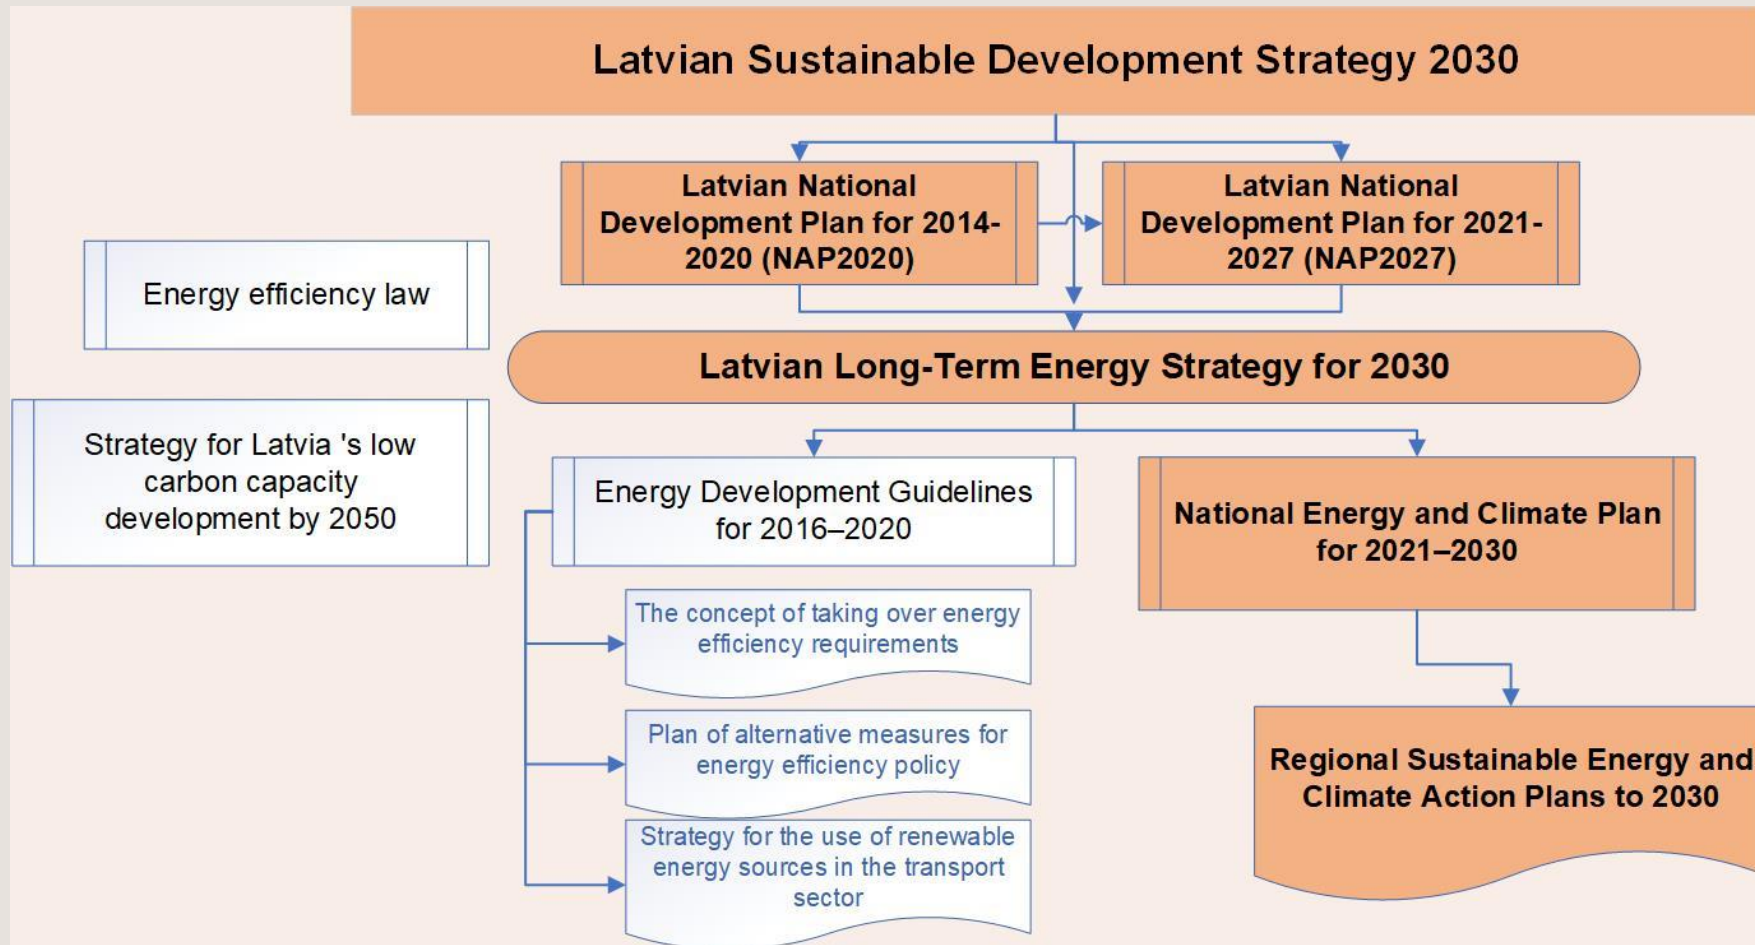 Latvian Sustainable Development Strategy 2030
Latvian National
Development Plan for 2014-
2020 (NAP2020)
Latvian National
Development Plan for 2021-
2027 (NAP2027)
Energy efficiency law
Latvian Long-Term Energy Strategy for 2030
Strategy for Latvia 's low
carbon capacity
development by 2050
Energy Development Guidelines
for 2016–2020
National Energy and Climate Plan
for 2021–2030
The concept of taking over energy
efficiency requirements
Plan of alternative measures for
energy efficiency policy
Strategy for the use of renewable
energy sources in the transport
sector
Regional Sustainable Energy and
Climate Action Plans to 2030